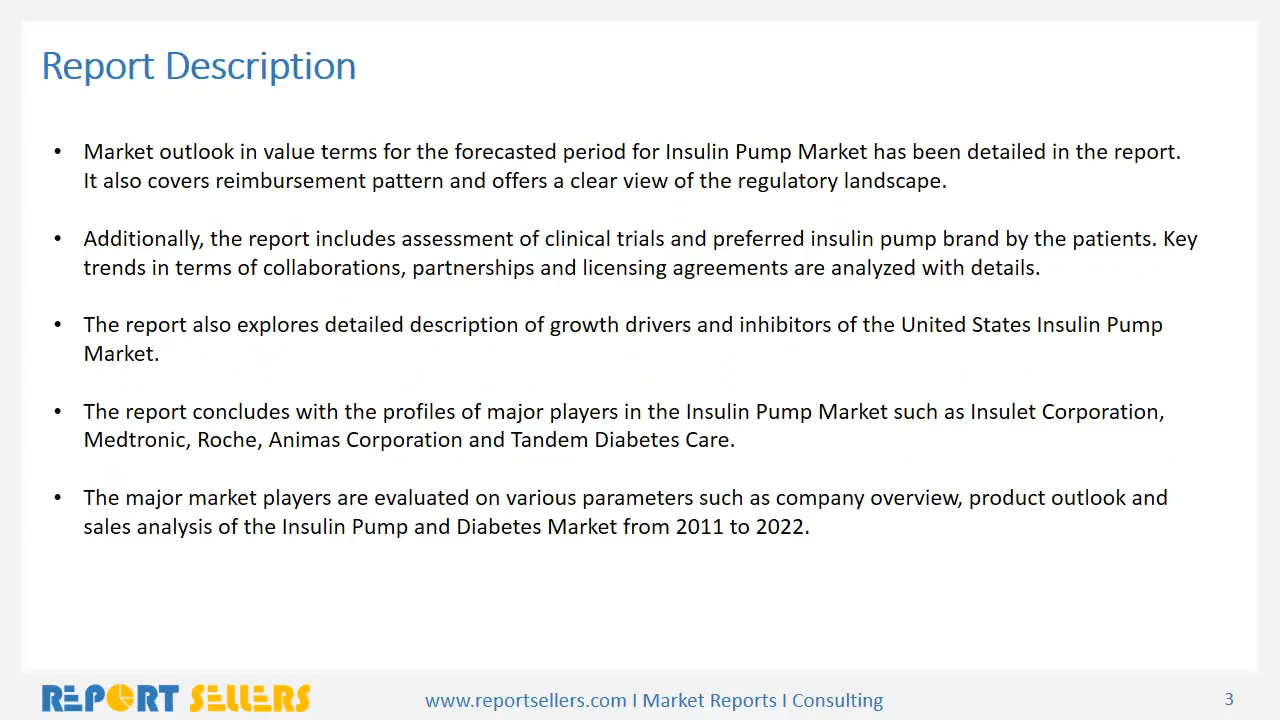 Report Description
• Market outlook in value terms for the forecasted period for Insulin Pump Market has been detailed in the report.
It also covers reimbursement pattern and offers a clear view of the regulatory landscape.
• Additionally, the report includes assessment of clinical trials and preferred insulin pump brand by the patients. Key
trends in terms of collaborations, partnerships and licensing agreements are analyzed with details.
• The report also explores detailed description of growth drivers and inhibitors of the United States Insulin Pump
Market.
• The report concludes with the profiles of major players in the Insulin Pump Market such as Insulet Corporation,
Medtronic, Roche, Animas Corporation and Tandem Diabetes Care.
• The major market players are evaluated on various parameters such as company overview, product outlook and
sales analysis of the Insulin Pump and Diabetes Market from 2011 to 2022.
REPORT SELLERS
www.reportsellers.com I Market Reports I Consulting
3